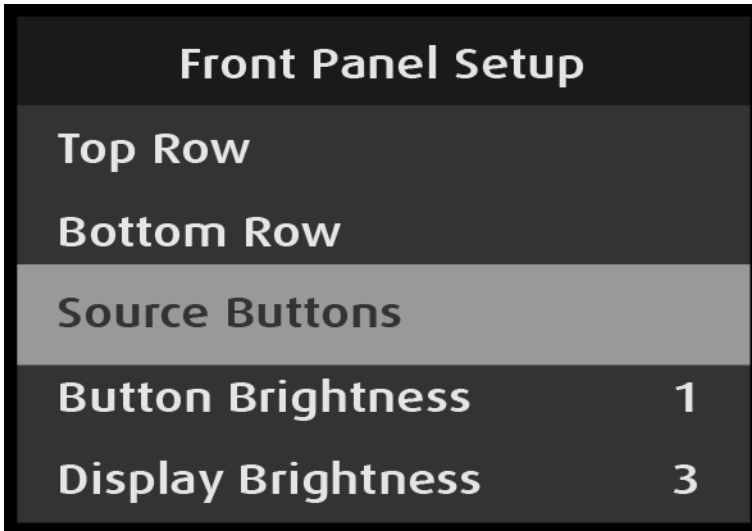 Front Panel Setup
Top Row
Bottom Row
Source Buttons
Button Brightness 1
Display Brightness 3